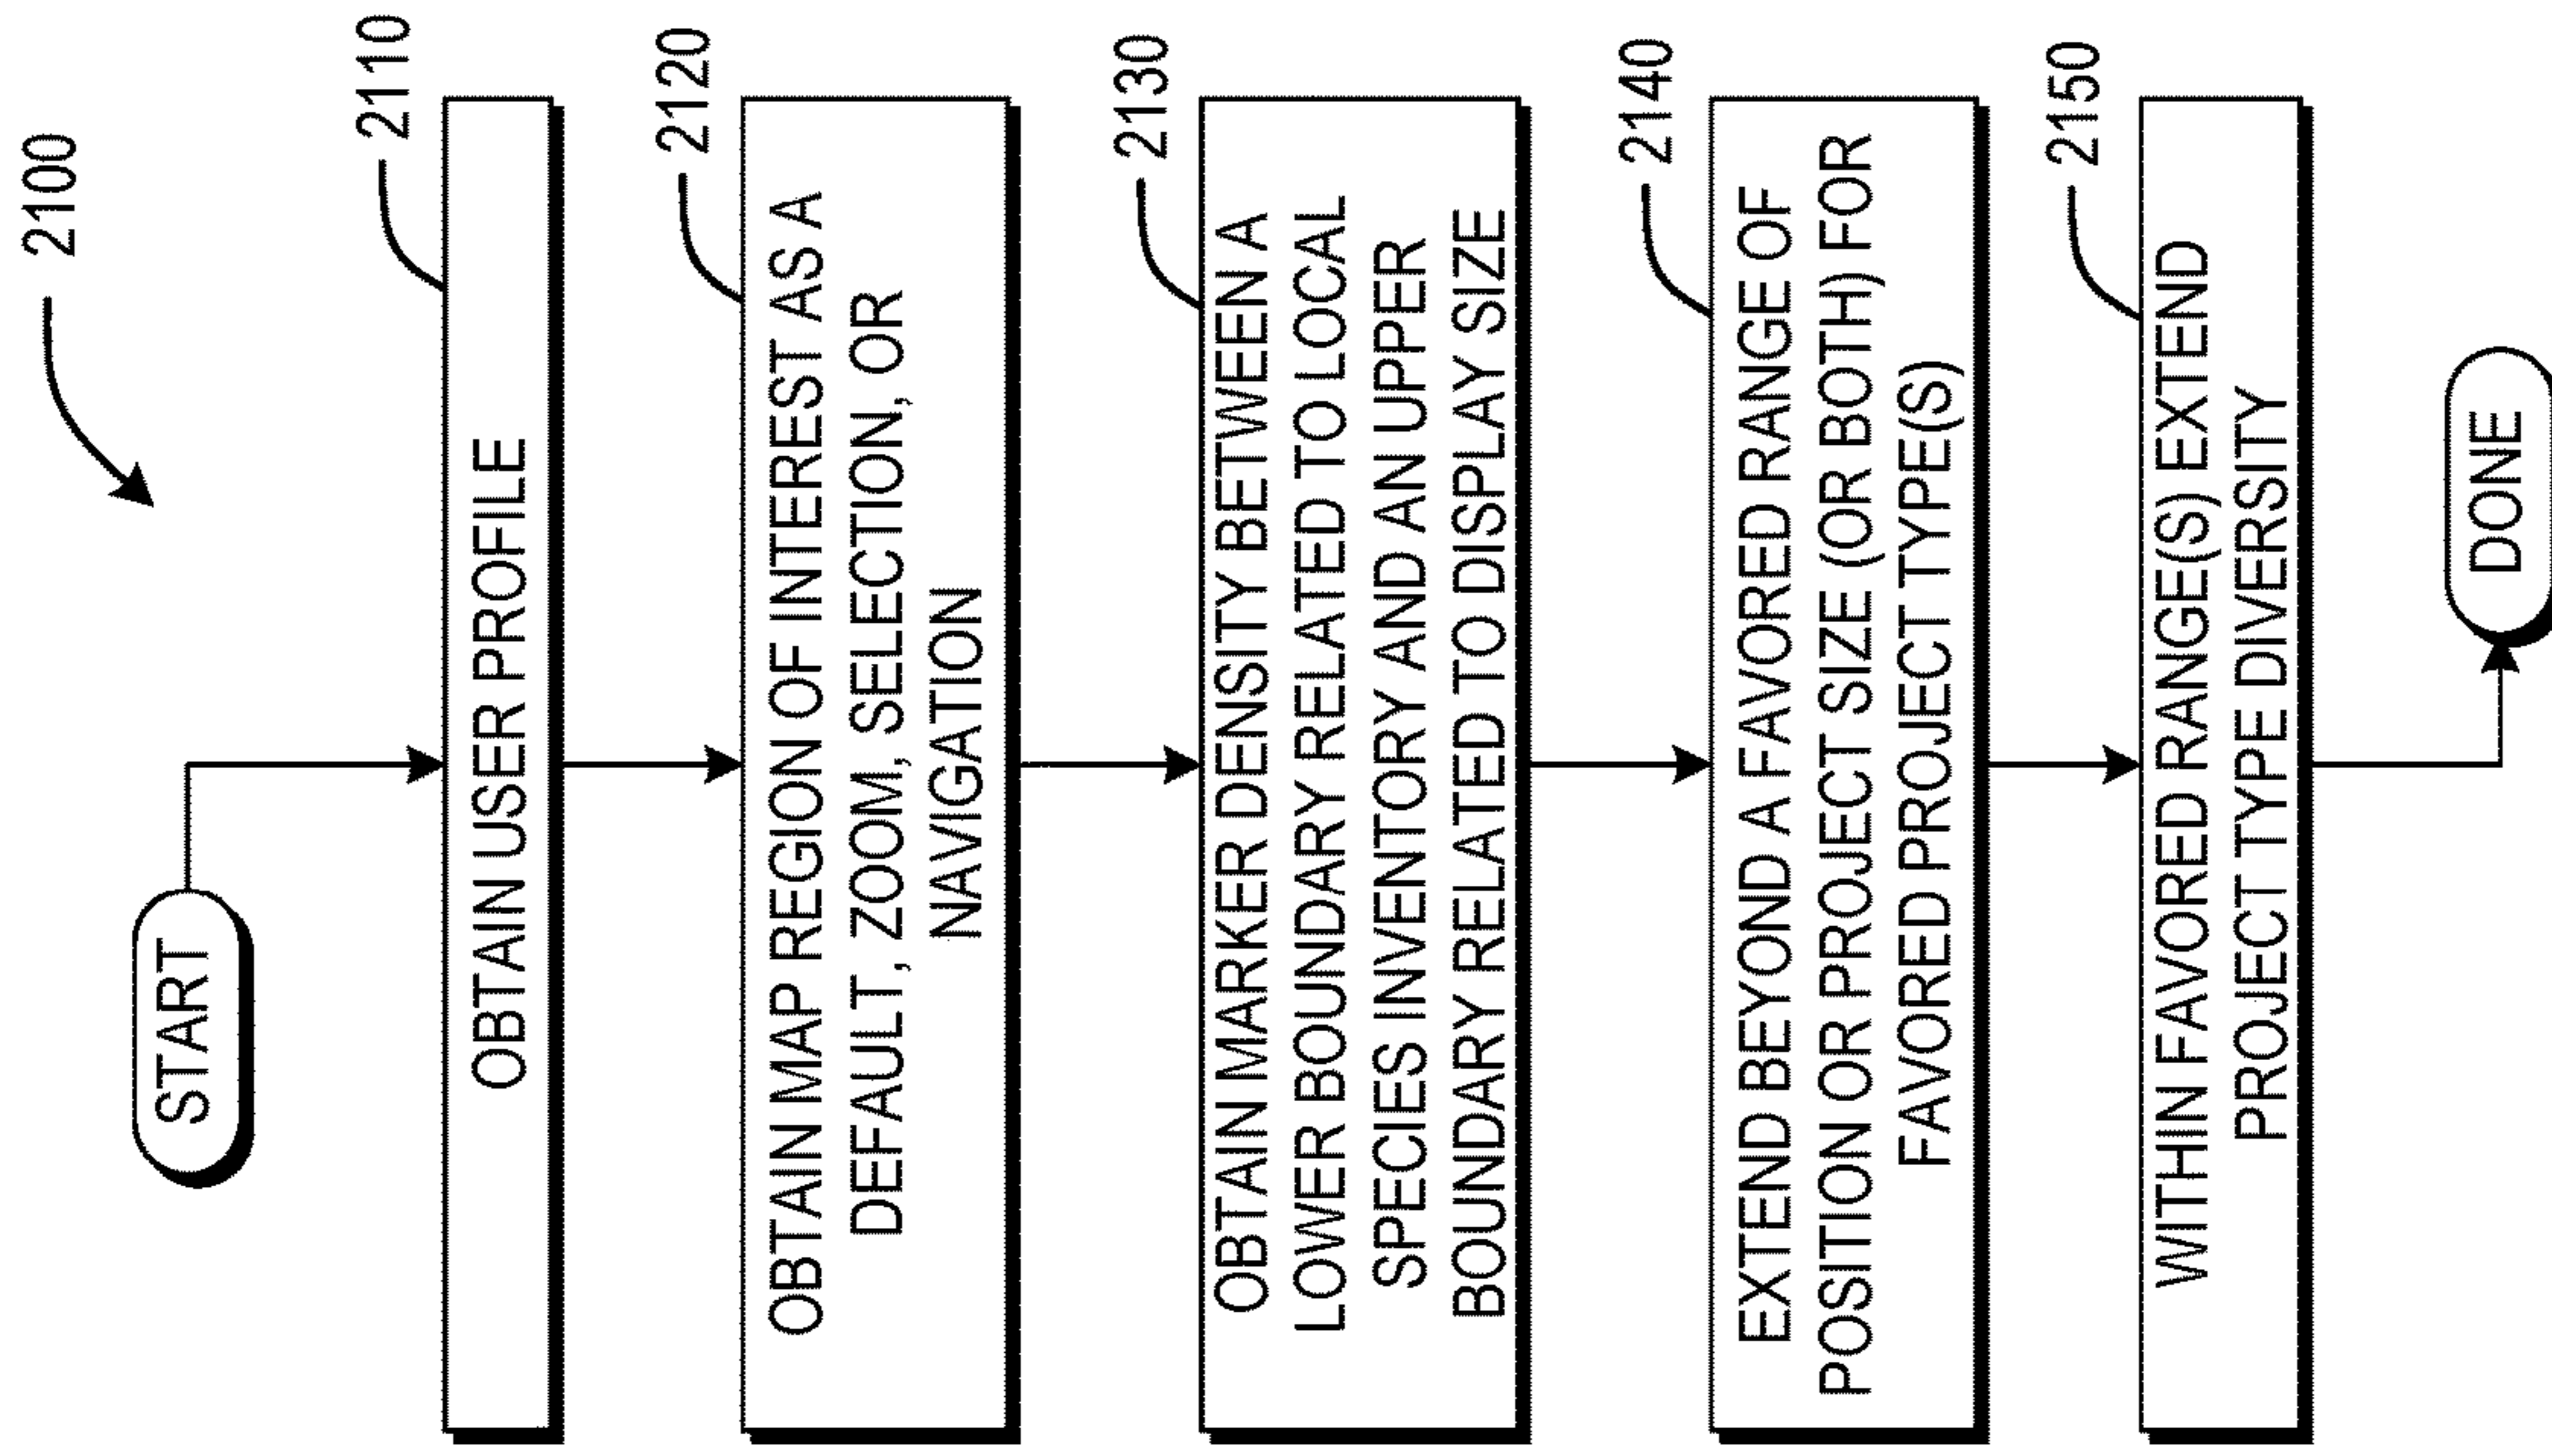 2100
START
2110
OBTAIN USER PROFILE
2120
OBTAIN MAP REGION OF INTEREST AS A
DEFAULT, ZOOM, SELECTION, OR
NAVIGATION
2130
OBTAIN MARKER DENSITY BETWEEN A
LOWER BOUNDARY RELATED TO LOCAL
SPECIES INVENTORY AND AN UPPER
BOUNDARY RELATED TO DISPLAY SIZE
2140
EXTEND BEYOND A FAVORED RANGE OF
POSITION OR PROJECT SIZE (OR BOTH) FOR
FAVORED PROJECT TYPE(S)
2150
WITHIN FAVORED RANGE(S) EXTEND
PROJECT TYPE DIVERSITY
DONE